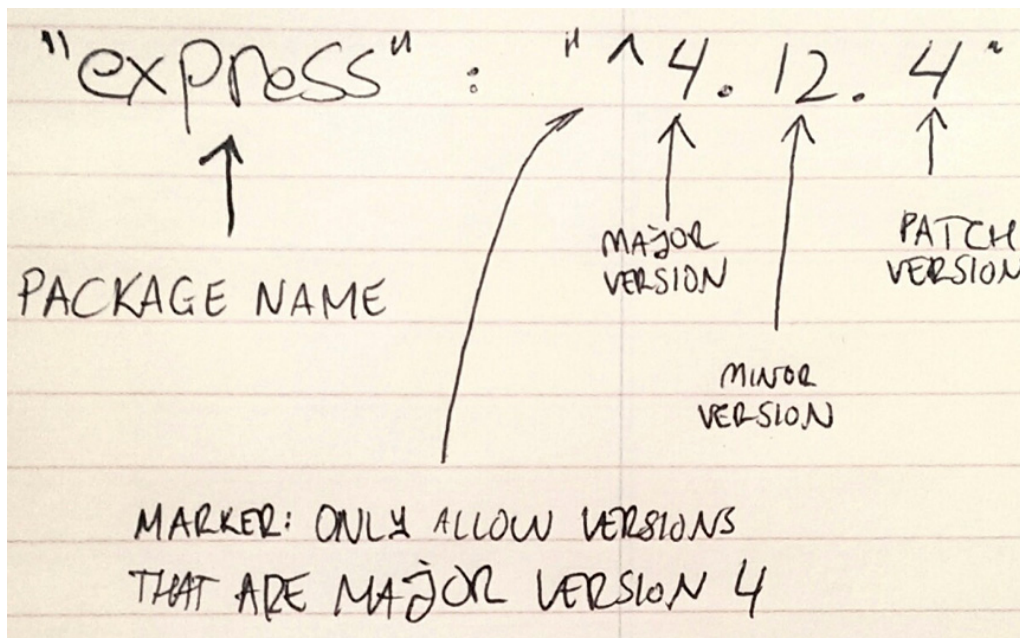 "express" : "^4.12.4"
PACKAGE NAME
MAJOR
VERSION
PATCH
VERSION
MINOR
VERSION
MARKER: ONLY ALLOW VERSIONS
THAT ARE MAJOR VERSION 4